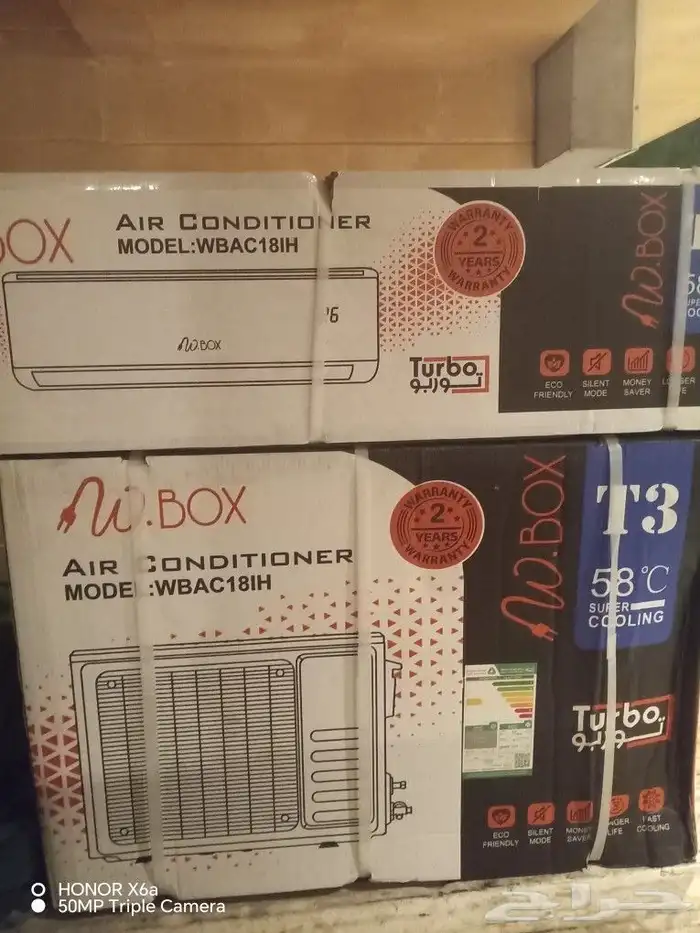 BOX
AIR CONDITIONER
MODEL:WBAC18IH
W.BOX
WARRANTY
2
YEARS
WARRANTY
Turbo
توربو
W.BOX
ECO
FRIENDLY
SILENT
MODE
MONEY
SAVER
W.BOX
AIR CONDITIONER
MODEL:WBAC18IH
WARRANTY
2
YEARS
WARRANTY
W.BOX
T3
58°C
SUPER
COOLING
Turbo
توربو
ECO
FRIENDLY
SILENT
MODE
MONEY
SAVER
LIFE
FAST
COOLING
HONOR X6a
50MP Triple Camera
حراج